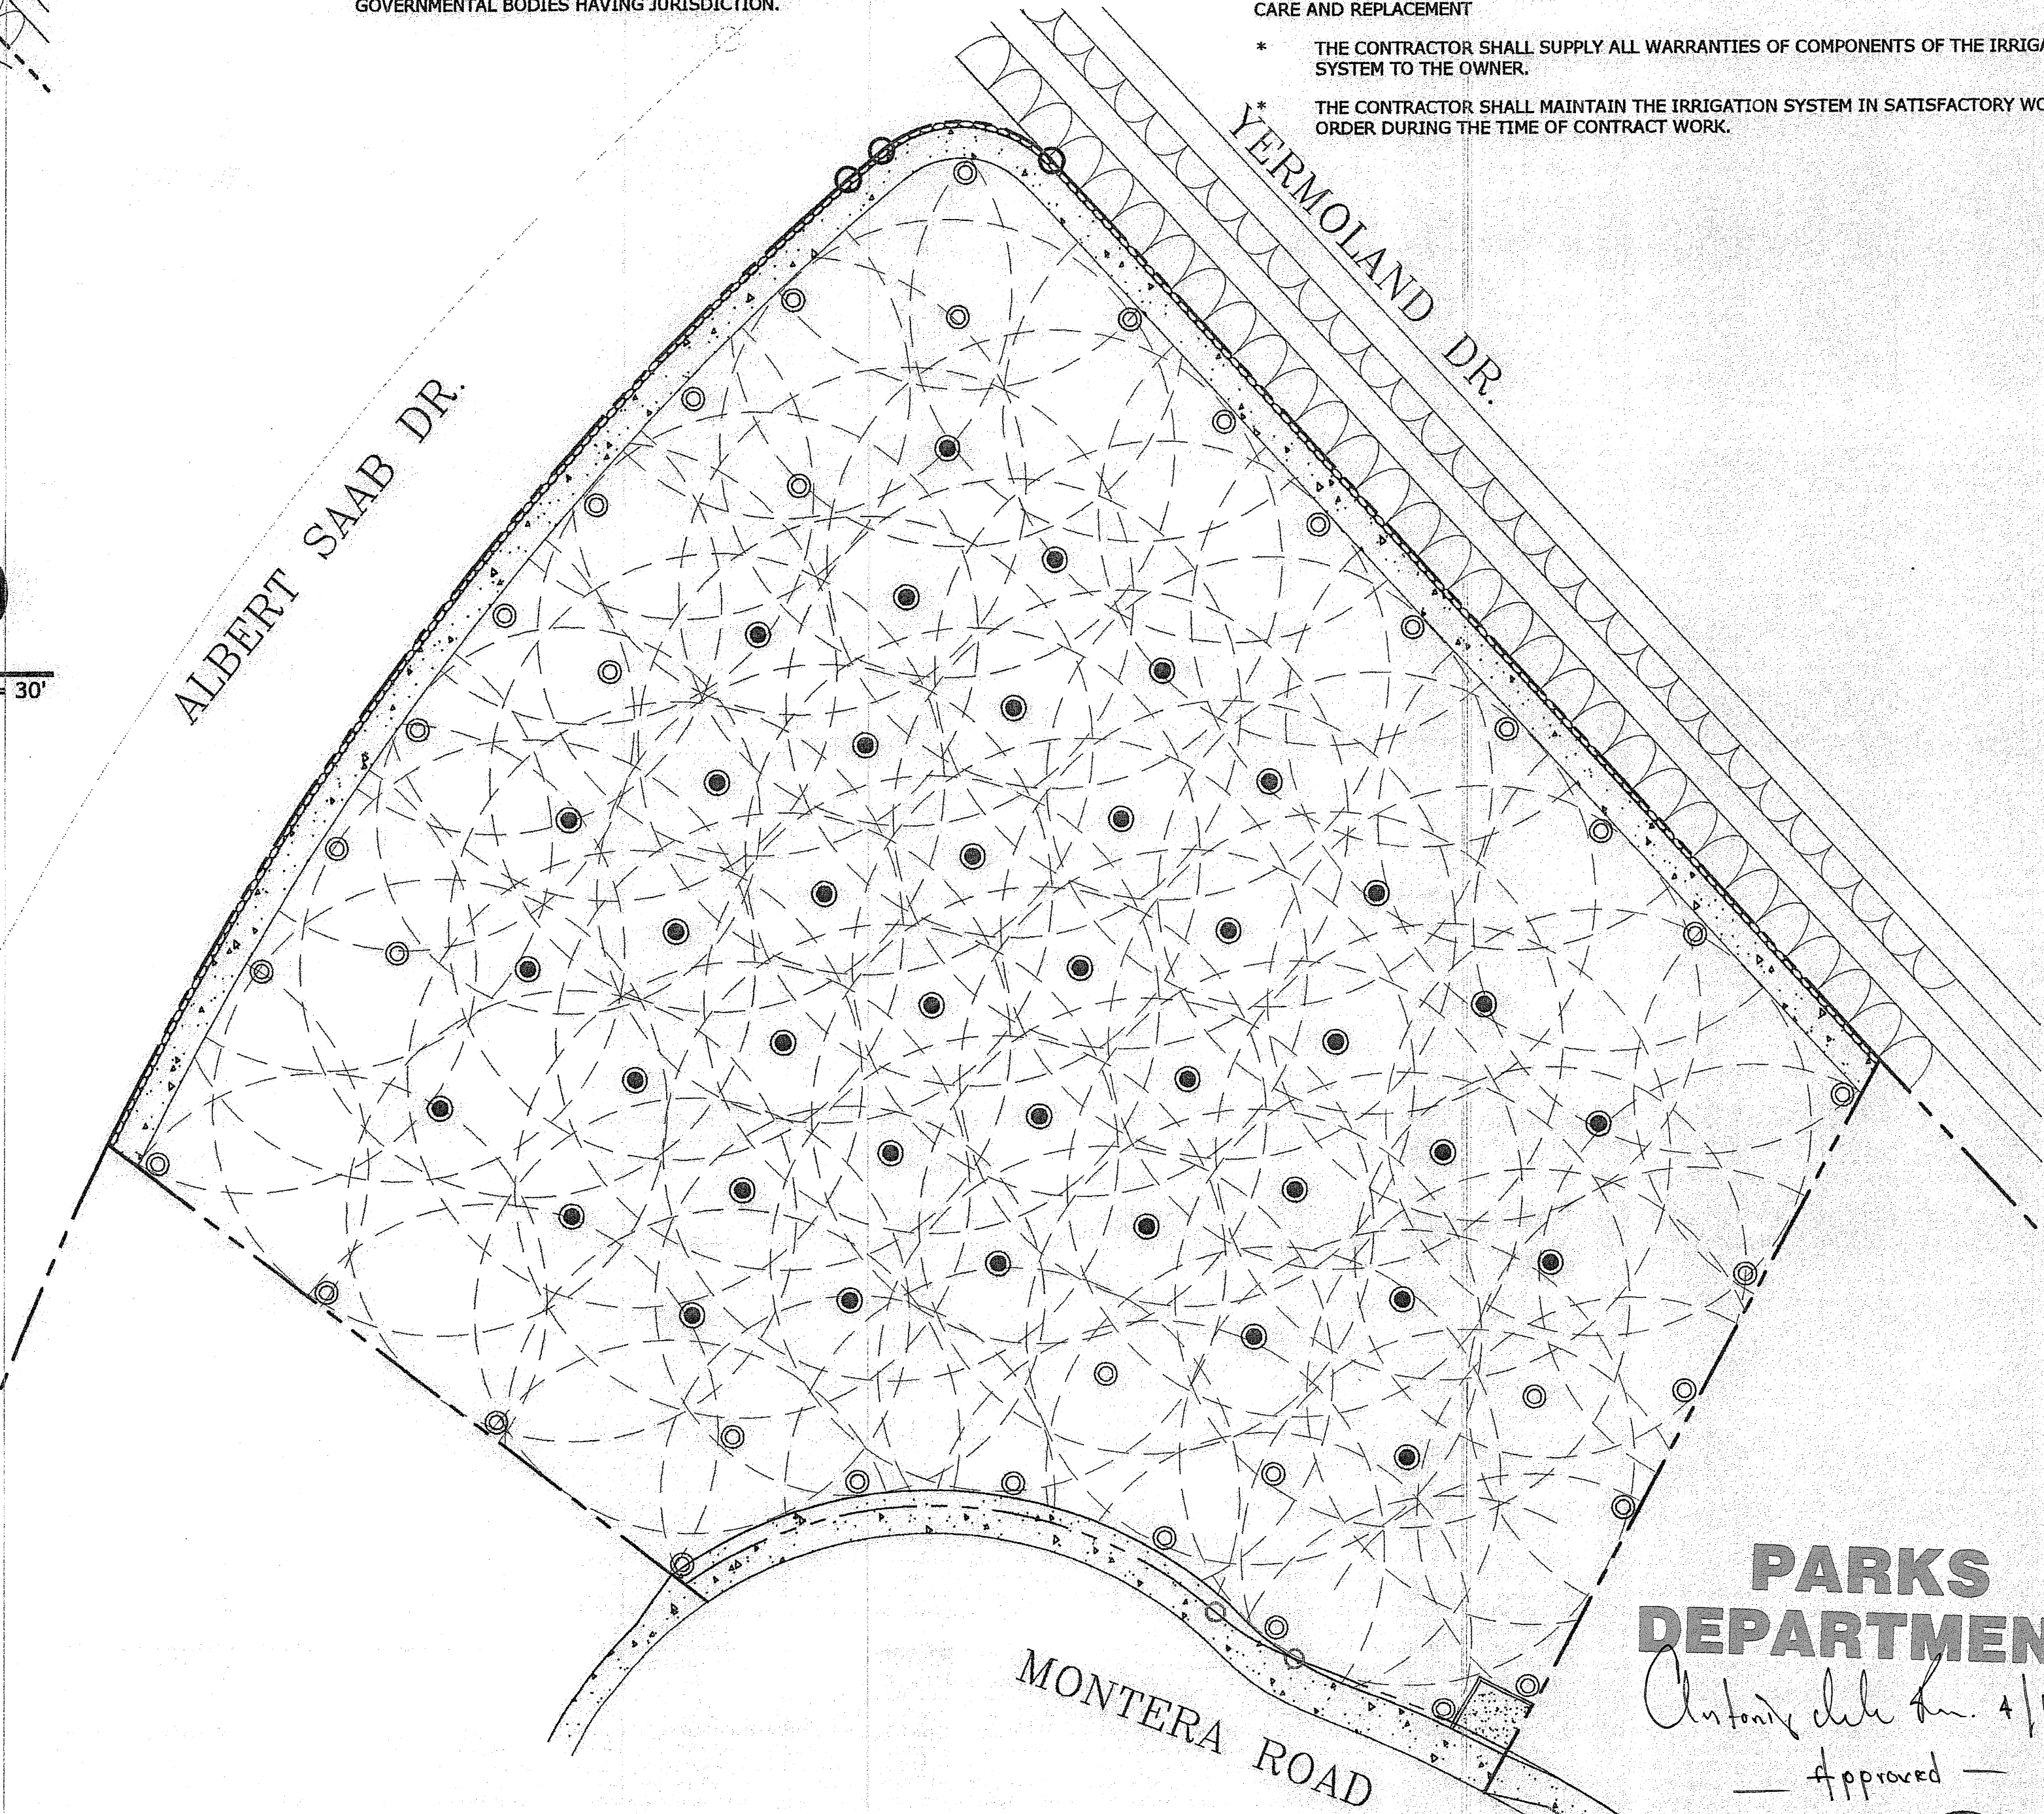 GOVERNMENTAL BODIES HAVING JURISDICTION.
CARE AND REPLACEMENT
* THE CONTRACTOR SHALL SUPPLY ALL WARRANTIES OF COMPONENTS OF THE IRRIGA
SYSTEM TO THE OWNER.
* THE CONTRACTOR SHALL MAINTAIN THE IRRIGATION SYSTEM IN SATISFACTORY WO
ORDER DURING THE TIME OF CONTRACT WORK.
YERMOLAND DR.
ALBERT SAAB DR.
30'
MONTERA ROAD
PARKS
DEPARTMEN
4/
— Approved —